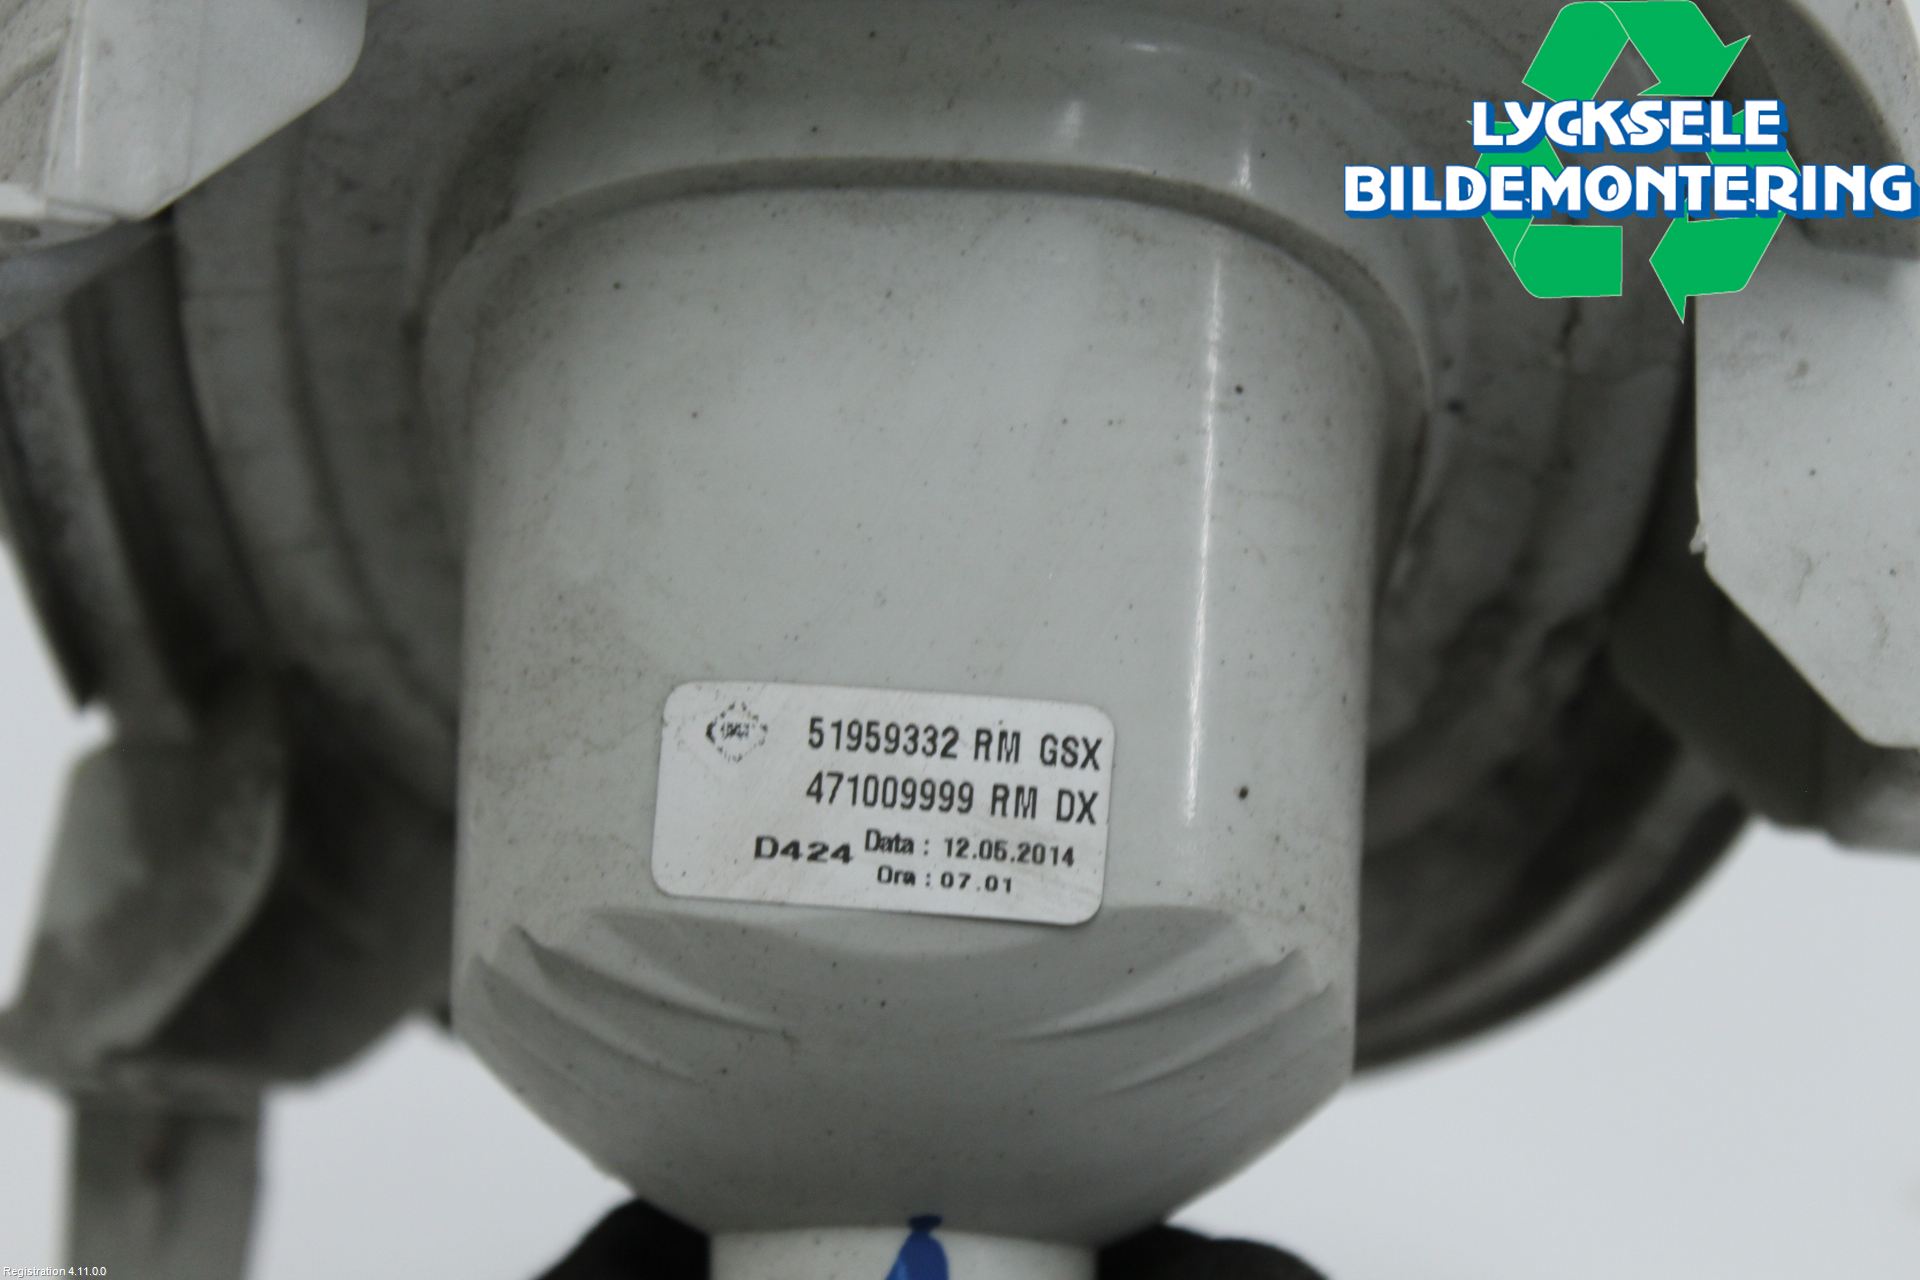 LYCKSELE
BILDEMONTERING
51959332 RM GSX
471009999 RM DX
D424 Data : 12.05.2014
Ora : 07.01
Registration 4.11.0.0